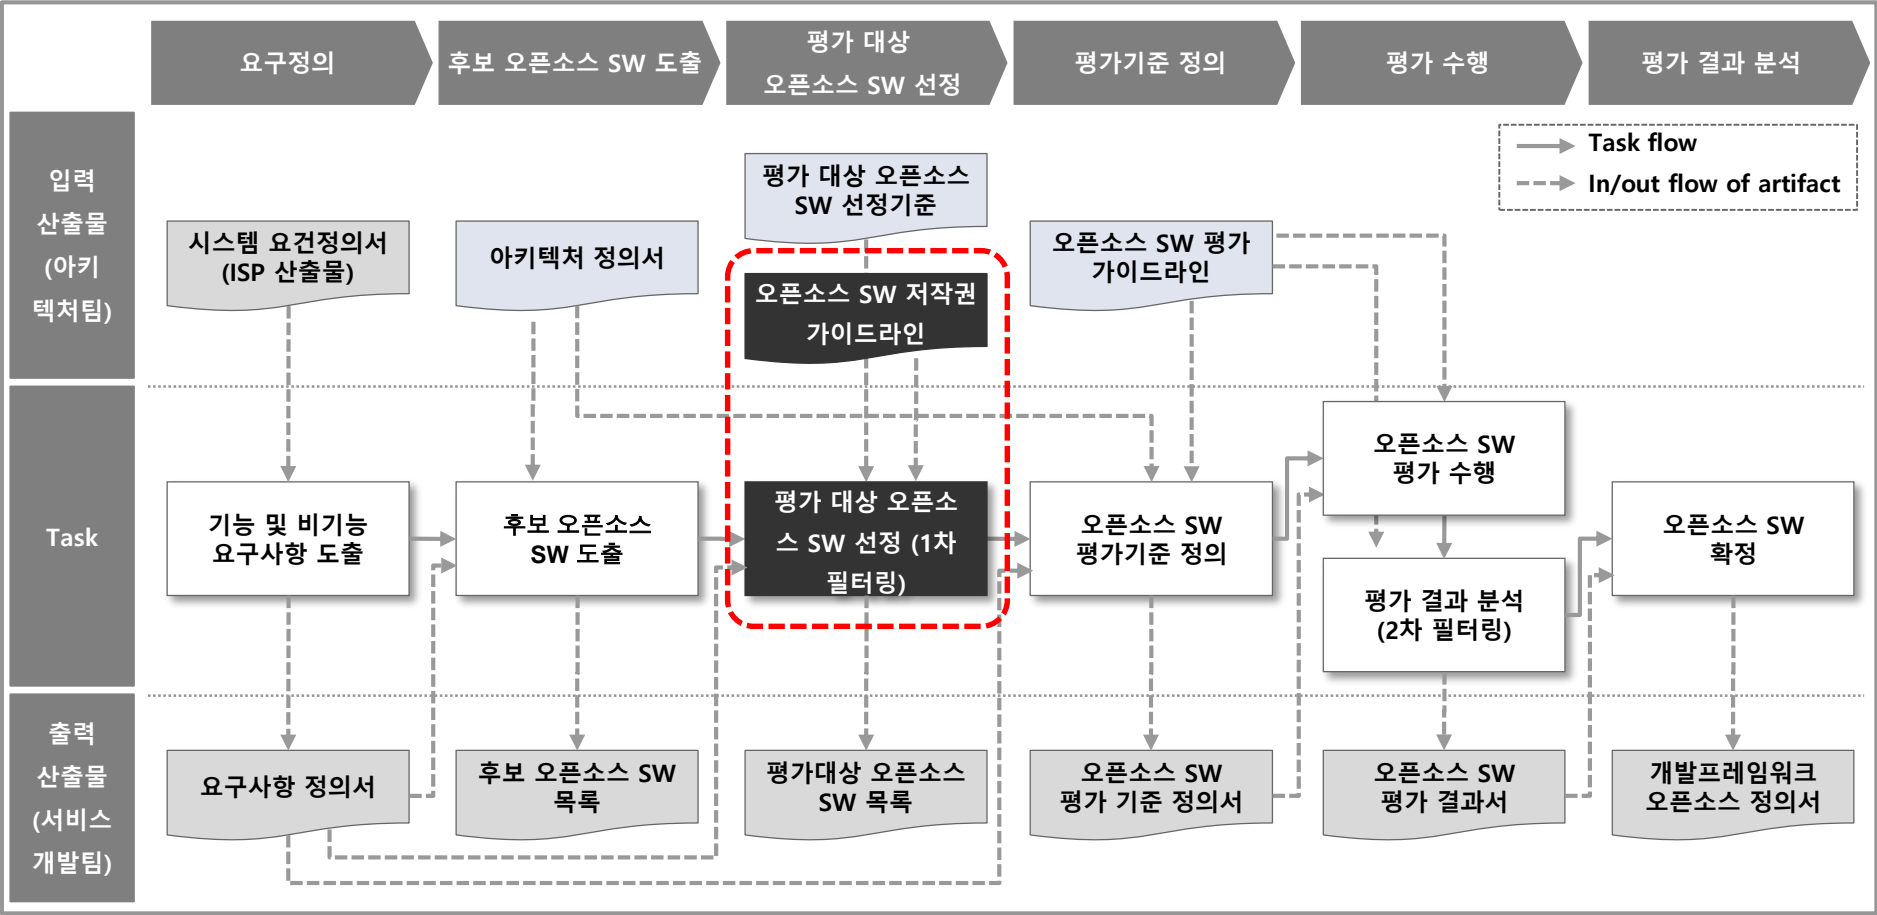 요구정의
후보 오픈소스 SW 도출
평가 대상
오픈소스 SW 선정
평가기준 정의
평가 수행
평가 결과 분석
입력
산출물
(아키
텍처팀)
시스템 요건정의서
(ISP 산출물)
아키텍처 정의서
평가 대상 오픈소스
SW 선정기준
오픈소스 SW 저작권
가이드라인
오픈소스 SW 평가
가이드라인
Task flow
In/out flow of artifact
Task
기능 및 비기능
요구사항 도출
후보 오픈소스
SW 도출
평가 대상 오픈소
스 SW 선정 (1차
필터링)
오픈소스 SW
평가기준 정의
오픈소스 SW
평가 수행
평가 결과 분석
(2차 필터링)
오픈소스 SW
확정
출력
산출물
(서비스
개발팀)
요구사항 정의서
후보 오픈소스 SW
목록
평가대상 오픈소스
SW 목록
오픈소스 SW
평가 기준 정의서
오픈소스 SW
평가 결과서
개발프레임워크
오픈소스 정의서